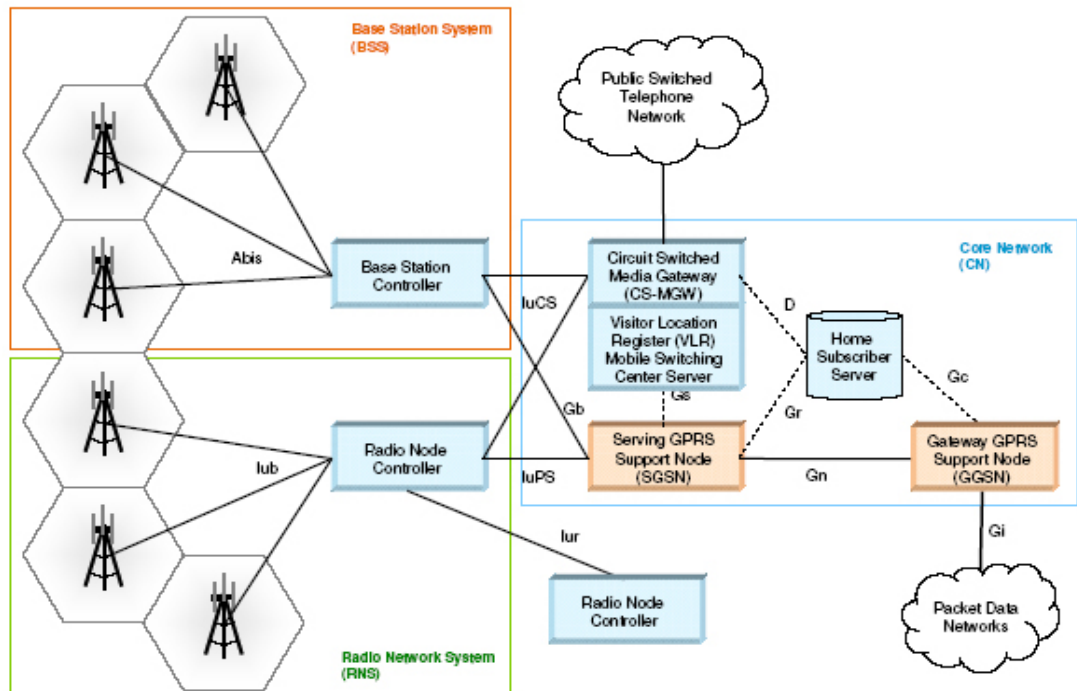 Base Station System
(BSS)
Public Switched
Telephone
Network
Abis
Base Station
Controller
IuCS
Circuit Switched
Media Gateway
(CS-MGW)
Core Network
(CN)
Visitor Location
Register (VLR)
Mobile Switching
Center Server
D
Home
Subscriber
Server
Gb
Gs
Gr
Gc
Iub
Radio Node
Controller
IuPS
Serving GPRS
Support Node
(SGSN)
Gn
Gateway GPRS
Support Node
(GGSN)
Iur
Gi
Radio Node
Controller
Packet Data
Networks
Radio Network System
(RNS)